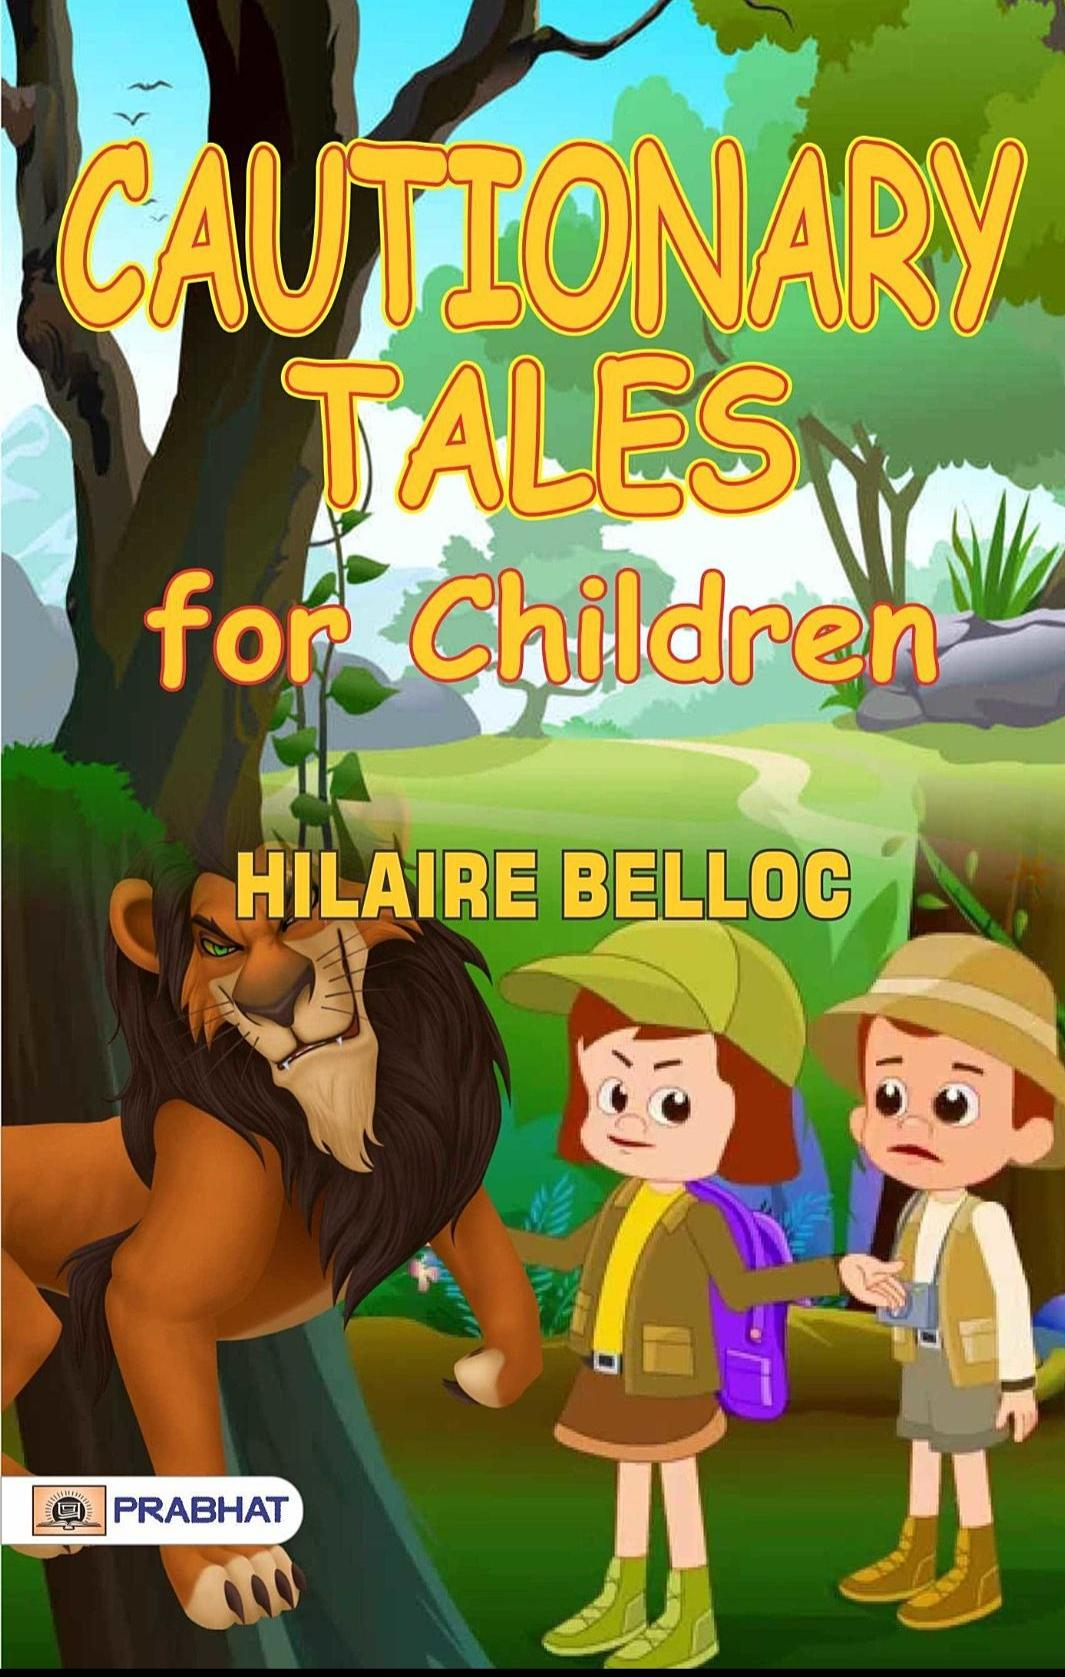 CAUTIONARY
TALES
for Children
HILAIRE BELLOC
PRABHAT